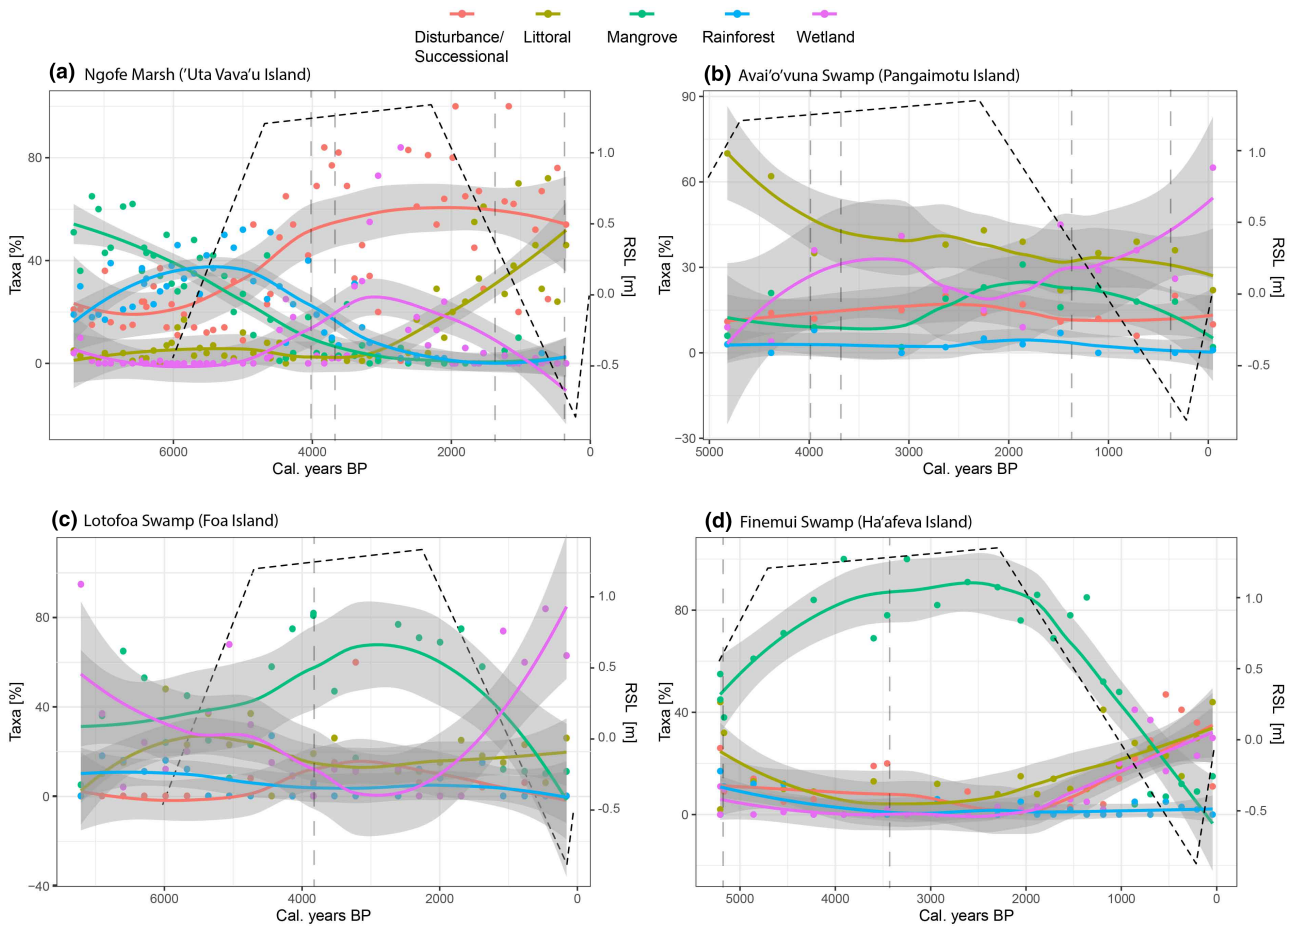 Disturbance/
Successional
Littoral
Mangrove
Rainforest
Wetland
(a) Ngofe Marsh ('Uta Vava'u Island)
80
40
0
Taxa [%]
1.0
0.5
0.0
−0.5
RSL [m]
6000 4000 2000 0
Cal. years BP
(b) Avai'o'vuna Swamp (Pangaimotu Island)
90
60
30
0
−30
Taxa [%]
1.0
0.5
0.0
−0.5
RSL [m]
5000 4000 3000 2000 1000 0
Cal. years BP
(c) Lotofoa Swamp (Foa Island)
80
40
0
−40
Taxa [%]
1.0
0.5
0.0
−0.5
RSL [m]
6000 4000 2000 0
Cal. years BP
(d) Finemui Swamp (Ha'afeva Island)
80
40
0
Taxa [%]
1.0
0.5
0.0
−0.5
RSL [m]
5000 4000 3000 2000 1000 0
Cal. years BP